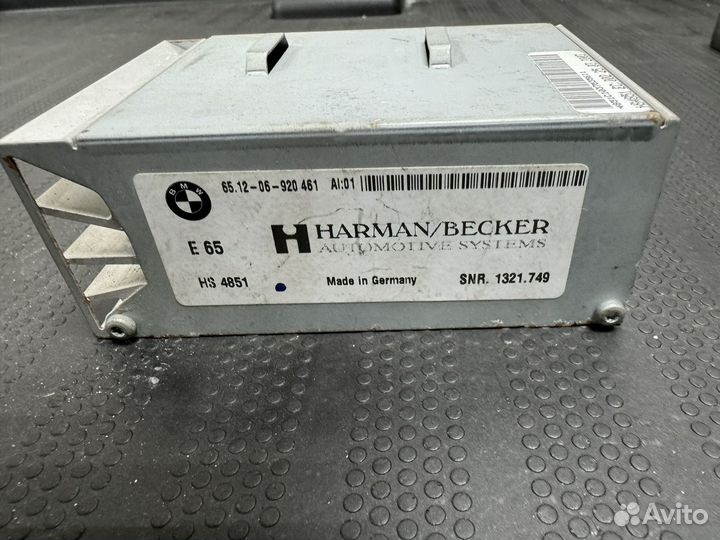 BMW
65.12-06-920 461 AI:01
E 65
HARMAN/BECKER
AUTOMOTIVE SYSTEMS
HS 4851
Made in Germany
SNR. 1321.749
Avito